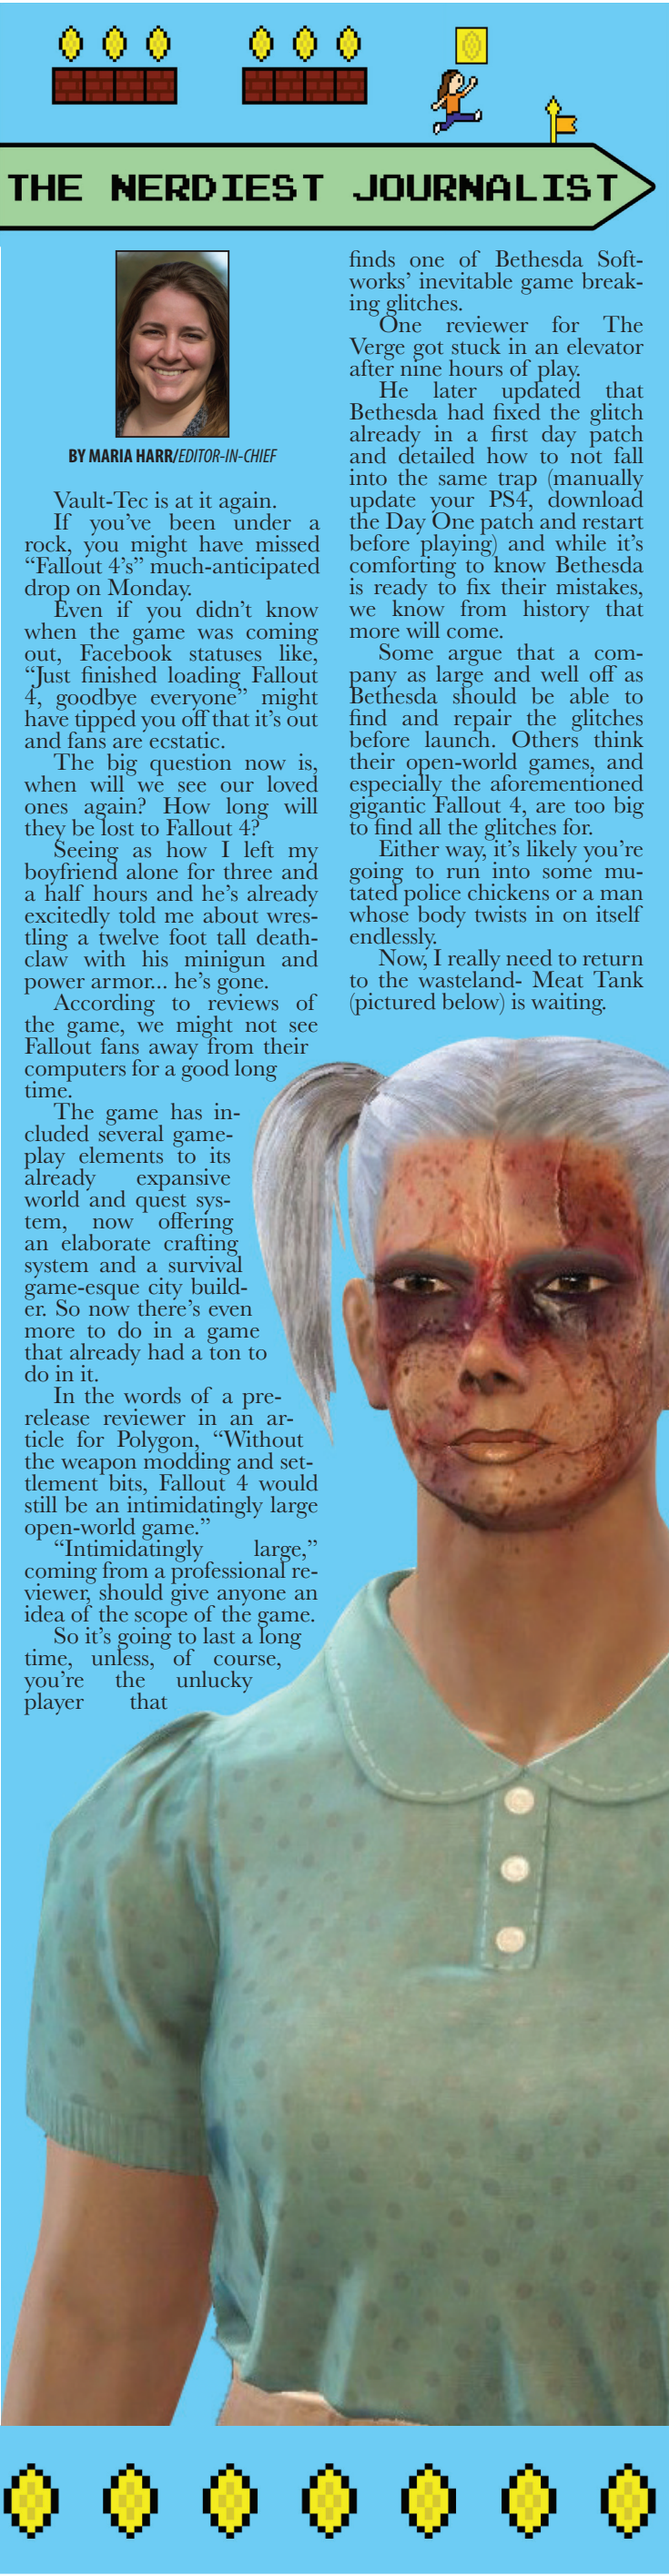 THE NERDIEST JOURNALIST
BY MARIA HARR/EDITOR-IN-CHIEF
Vault-Tec is at it again.
If you've been under a
rock, you might have missed
“Fallout 4's” much-anticipated
drop on Monday.
Even if you didn't know
when the game was coming
out, Facebook statuses like,
“Just finished loading Fallout
4, goodbye everyone” might
have tipped you off that it's out
and fans are ecstatic.
The big question now is,
when will we see our loved
ones again? How long will
they be lost to Fallout 4?
Seeing as how I left my
boyfriend alone for three and
a half hours and he's already
excitedly told me about wres-
tling a twelve foot tall death-
claw with his minigun and
power armor... he's gone.
According to reviews of
the game, we might not see
Fallout fans away from their
computers for a good long
time.
The game has in-
cluded several game-
play elements to its
already expansive
world and quest sys-
tem, now offering
an elaborate crafting
system and a survival
game-esque city build-
er. So now there's even
more to do in a game
that already had a ton to
do in it.
In the words of a pre-
release reviewer in an ar-
ticle for Polygon, “Without
the weapon modding and set-
tlement bits, Fallout 4 would
still be an intimidatingly large
open-world game.”
“Intimidatingly large,”
coming from a professional re-
viewer, should give anyone an
idea of the scope of the game.
So it's going to last a long
time, unless, of course,
you're the unlucky
player that
finds one of Bethesda Soft-
works' inevitable game break-
ing glitches.
One reviewer for The
Verge got stuck in an elevator
after nine hours of play.
He later updated that
Bethesda had fixed the glitch
already in a first day patch
and detailed how to not fall
into the same trap (manually
update your PS4, download
the Day One patch and restart
before playing) and while it's
comforting to know Bethesda
is ready to fix their mistakes,
we know from history that
more will come.
Some argue that a com-
pany as large and well off as
Bethesda should be able to
find and repair the glitches
before launch. Others think
their open-world games, and
especially the aforementioned
gigantic Fallout 4, are too big
to find all the glitches for.
Either way, it's likely you're
going to run into some mu-
tated police chickens or a man
whose body twists in on itself
endlessly.
Now, I really need to return
to the wasteland- Meat Tank
(pictured below) is waiting.